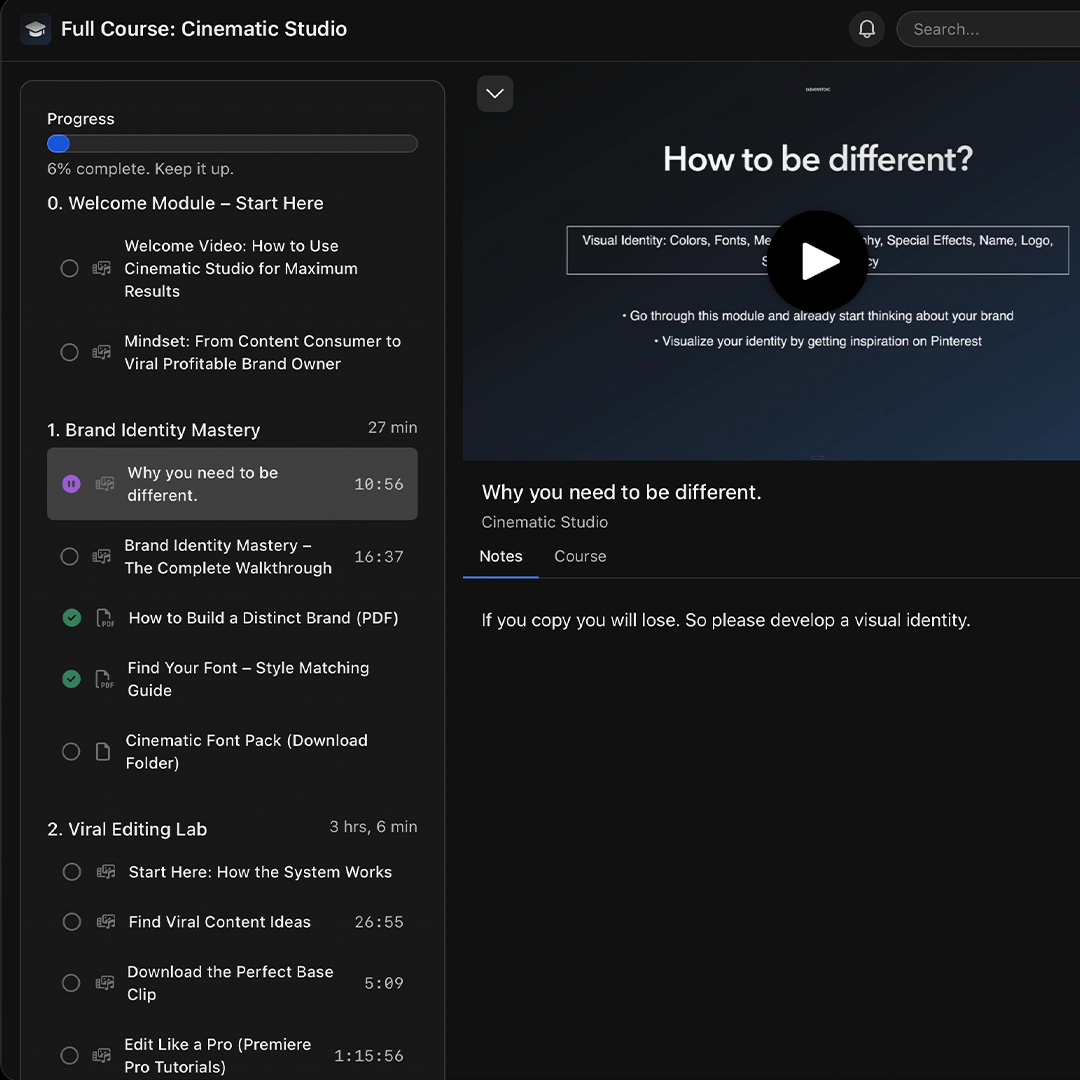 Full Course: Cinematic Studio
Search...
Progress
6% complete. Keep it up.
0. Welcome Module – Start Here
Welcome Video: How to Use
Cinematic Studio for Maximum
Results
Mindset: From Content Consumer to
Viral Profitable Brand Owner
1. Brand Identity Mastery
27 min
Why you need to be
different.
10:56
Brand Identity Mastery –
The Complete Walkthrough
16:37
PDF
How to Build a Distinct Brand (PDF)
PDF
Find Your Font – Style Matching
Guide
Cinematic Font Pack (Download
Folder)
2. Viral Editing Lab
3 hrs, 6 min
Start Here: How the System Works
Find Viral Content Ideas
26:55
Download the Perfect Base
Clip
5:09
Edit Like a Pro (Premiere
Pro Tutorials)
1:15:56
How to be different?
Visual Identity: Colors, Fonts, Special Effects, Name, Logo,
• Go through this module and already start thinking about your brand
• Visualize your identity by getting inspiration on Pinterest
Why you need to be different.
Cinematic Studio
Notes
Course
If you copy you will lose. So please develop a visual identity.